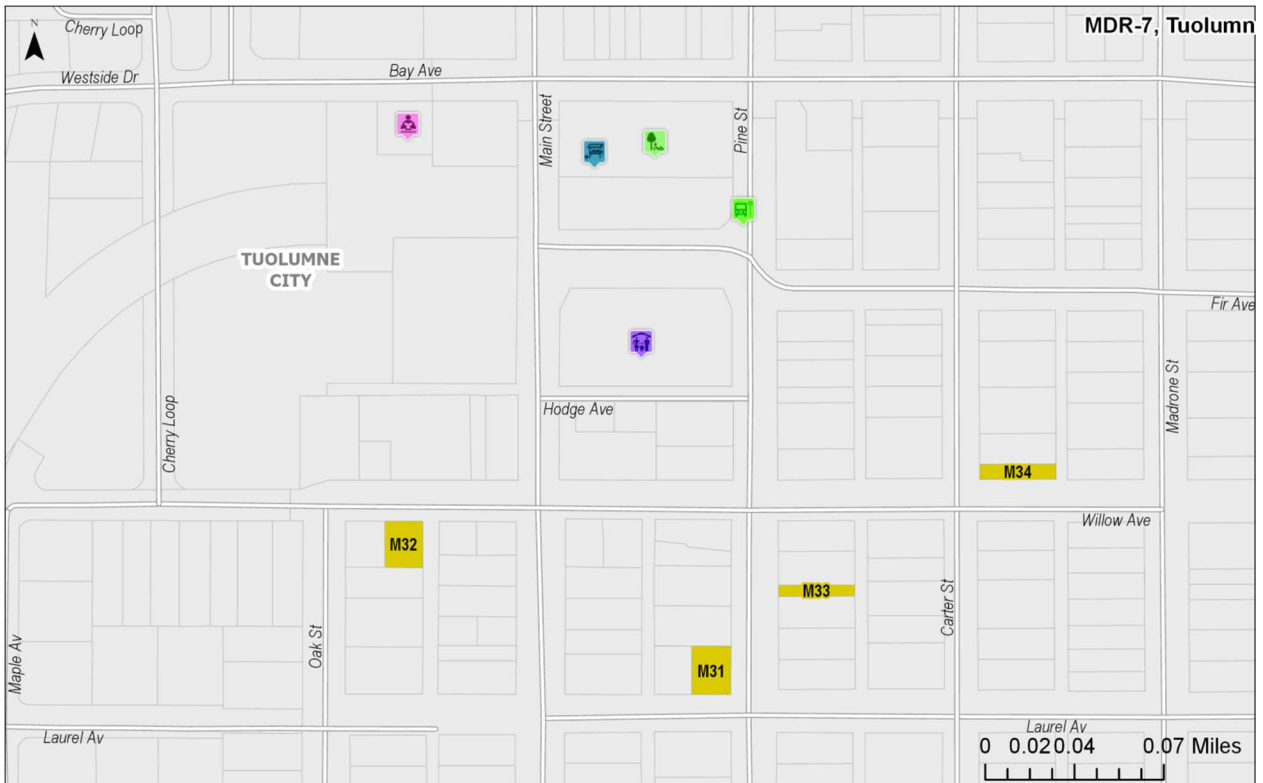 N
Cherry Loop
MDR-7, Tuolumn
Westside Dr
Bay Ave
Main Street
Pine St
TUOLUMNE
CITY
Fir Ave
Madrone St
Cherry Loop
Hodge Ave
M34
Willow Ave
M32
M33
Carter St
Maple Av
Oak St
M31
Laurel Av
Laurel Av
0 0.02 0.04 0.07 Miles